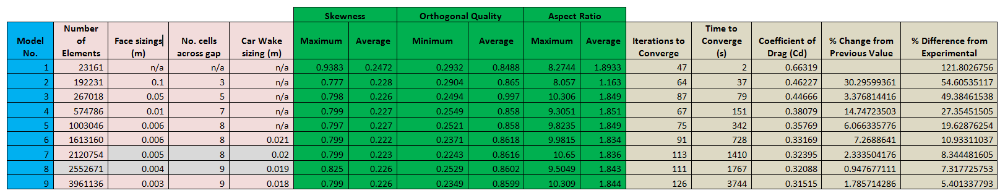 Skewness Orthogonal Quality Aspect Ratio
Model No. Number of Elements Face sizings (m) No. cells across gap Car Wake sizing (m) Maximum Average Minimum Average Maximum Average Iterations to Converge Time to Converge (s) Coefficient of Drag (Cd) % Change from Previous Value % Difference from Experimental
1 23161 n/a n/a n/a 0.9383 0.2472 0.2932 0.8488 8.2744 1.8933 47 2 0.66319 121.8026756
2 192231 0.1 3 n/a 0.777 0.228 0.2904 0.865 8.057 1.163 64 37 0.46227 30.29599361 54.60535117
3 267018 0.05 5 n/a 0.798 0.226 0.2494 0.997 10.306 1.849 87 79 0.44666 3.376814416 49.38461538
4 574786 0.01 7 n/a 0.799 0.227 0.2549 0.858 9.3051 1.851 67 151 0.38079 14.74723503 27.35451505
5 1003046 0.006 8 n/a 0.797 0.227 0.2521 0.858 9.8235 1.849 75 342 0.35769 6.066335776 19.62876254
6 1613160 0.006 8 0.021 0.799 0.222 0.2371 0.8618 9.9815 1.834 91 728 0.33169 7.2688641 10.93311037
7 2120754 0.005 8 0.02 0.799 0.223 0.2243 0.8616 10.65 1.836 113 1410 0.32395 2.333504176 8.344481605
8 2552671 0.004 9 0.019 0.825 0.226 0.2529 0.8602 9.5049 1.843 111 1767 0.32088 0.947677111 7.317725753
9 3961136 0.003 9 0.018 0.799 0.226 0.2349 0.8599 10.309 1.844 126 3744 0.31515 1.785714286 5.401337793